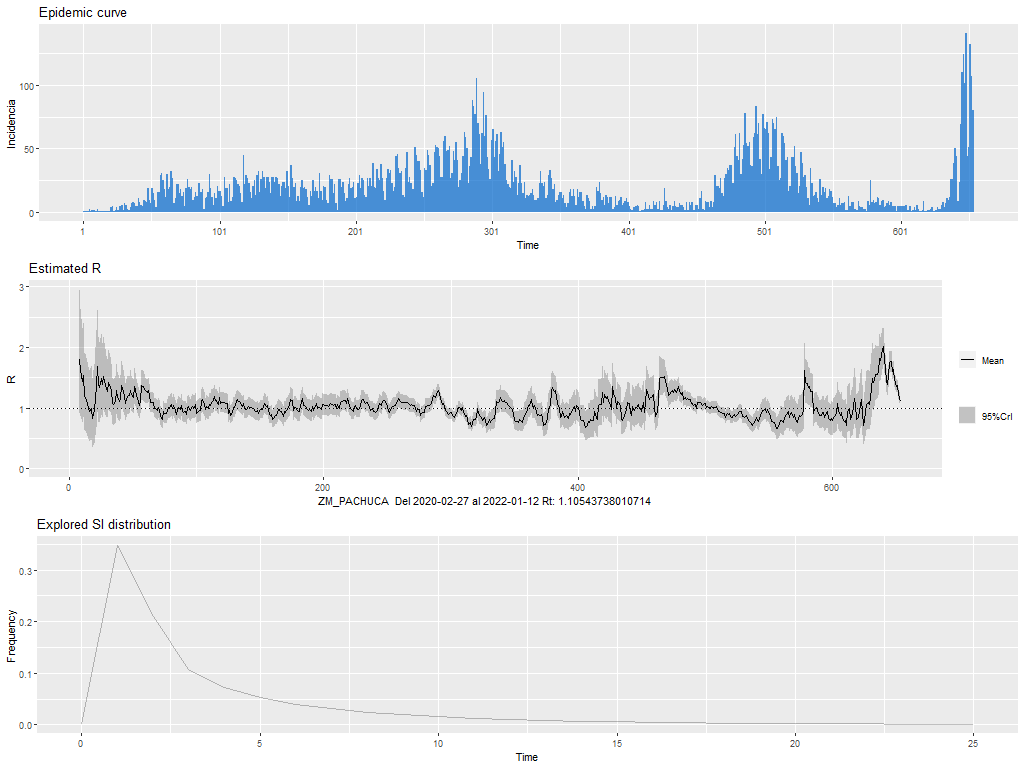 Epidemic curve
Incidencia
100
50
0
1 101 201 301 401 501 601
Time
Estimated R
R
3
2
1
0
0 200 400 600
ZM_PACHUCA Del 2020-02-27 al 2022-01-12 Rt: 1.10543738010714
Mean
95%CrI
Explored SI distribution
Frequency
0.3
0.2
0.1
0.0
0 5 10 15 20 25
Time